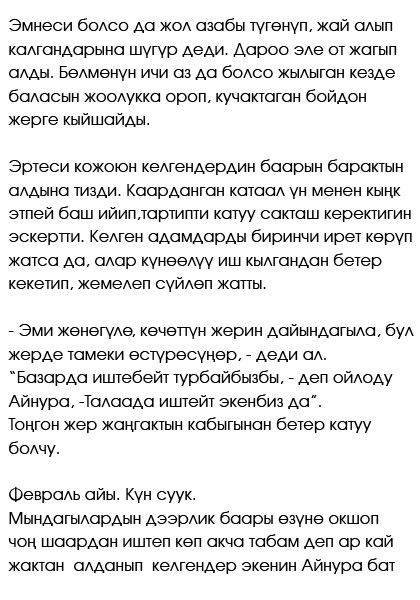 Эмнеси болсо да жол азабы түгөнүп, жай алып
калгандарына шүгүр деди. Дароо эле от жагып
алды. Бөлмөнүн ичи аз да болсо жылыган кезде
баласын жоолукка ороп, кучактаган бойдон
жерге кыйшайды.

Эртеси кожоюн келгендердин баарын барактын
алдына тизди. Каарданган катаал үн менен кыңк
этпей баш ийип,тартипти катуу сакташ керектигин
эскертти. Келген адамдарды биринчи ирет көрүп
жатса да, алар күнөөлүү иш кылгандан бетер
кекетип, жемелеп сүйлөп жатты.

- Эми жөнөгүлө, көчөттүн жерин дайындагыла, бул
жерде тамеки өстүрөсүңөр, - деди ал.
“Базарда иштебейт турбайбызбы, - деп ойлоду
Айнура, -Талаада иштейт экенбиз да”.
Тоңгон жер жаңгактын кабыгынан бетер катуу
болчу.

Февраль айы. Күн суук.
Мындагылардын дээрлик баары өзүнө окшоп
чоң шаардан иштеп көп акча табам деп ар кай
жактан алданып келгендер экенин Айнура бат